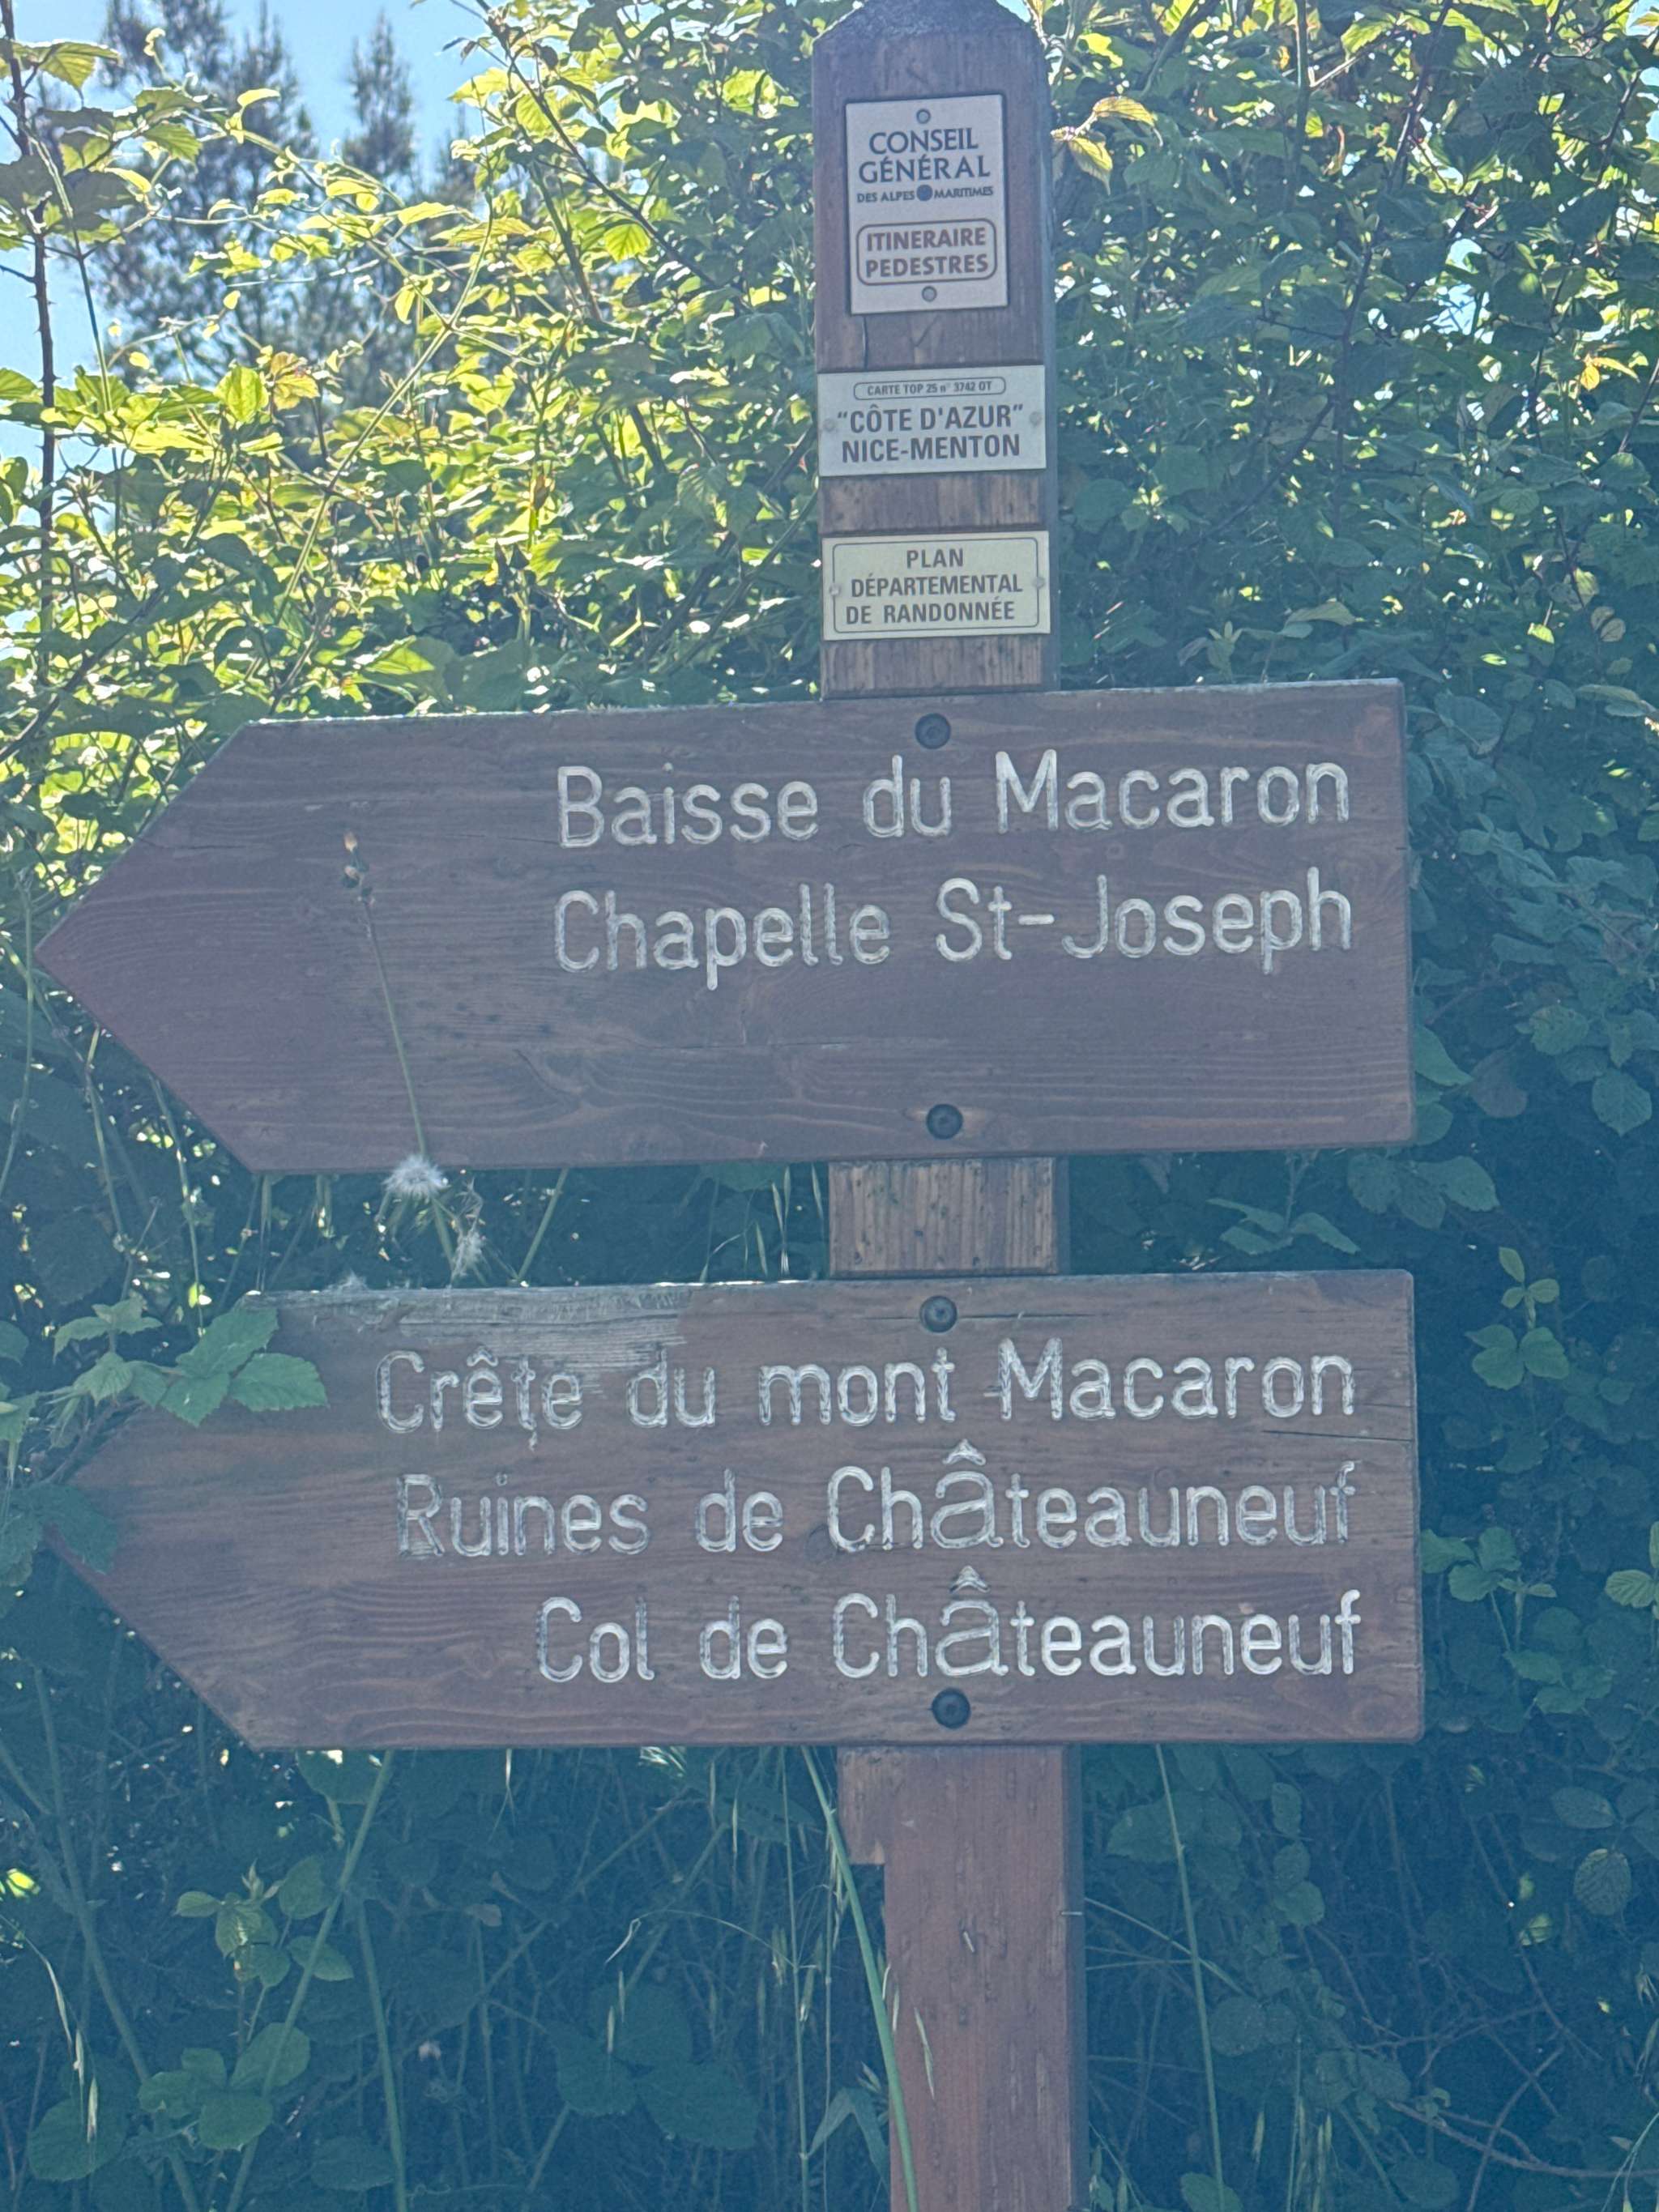 CONSEIL
GÉNÉRAL
DES ALPES MARITIMES
ITINERAIRE
PEDESTRES
CARTE TOP 25 n° 3742 OT
"CÔTE D'AZUR"
NICE-MENTON
PLAN
DÉPARTEMENTAL
DE RANDONNÉE
Baisse du Macaron
Chapelle St-Joseph
Crête du mont Macaron
Ruines de Châteauneuf
Col de Châteauneuf